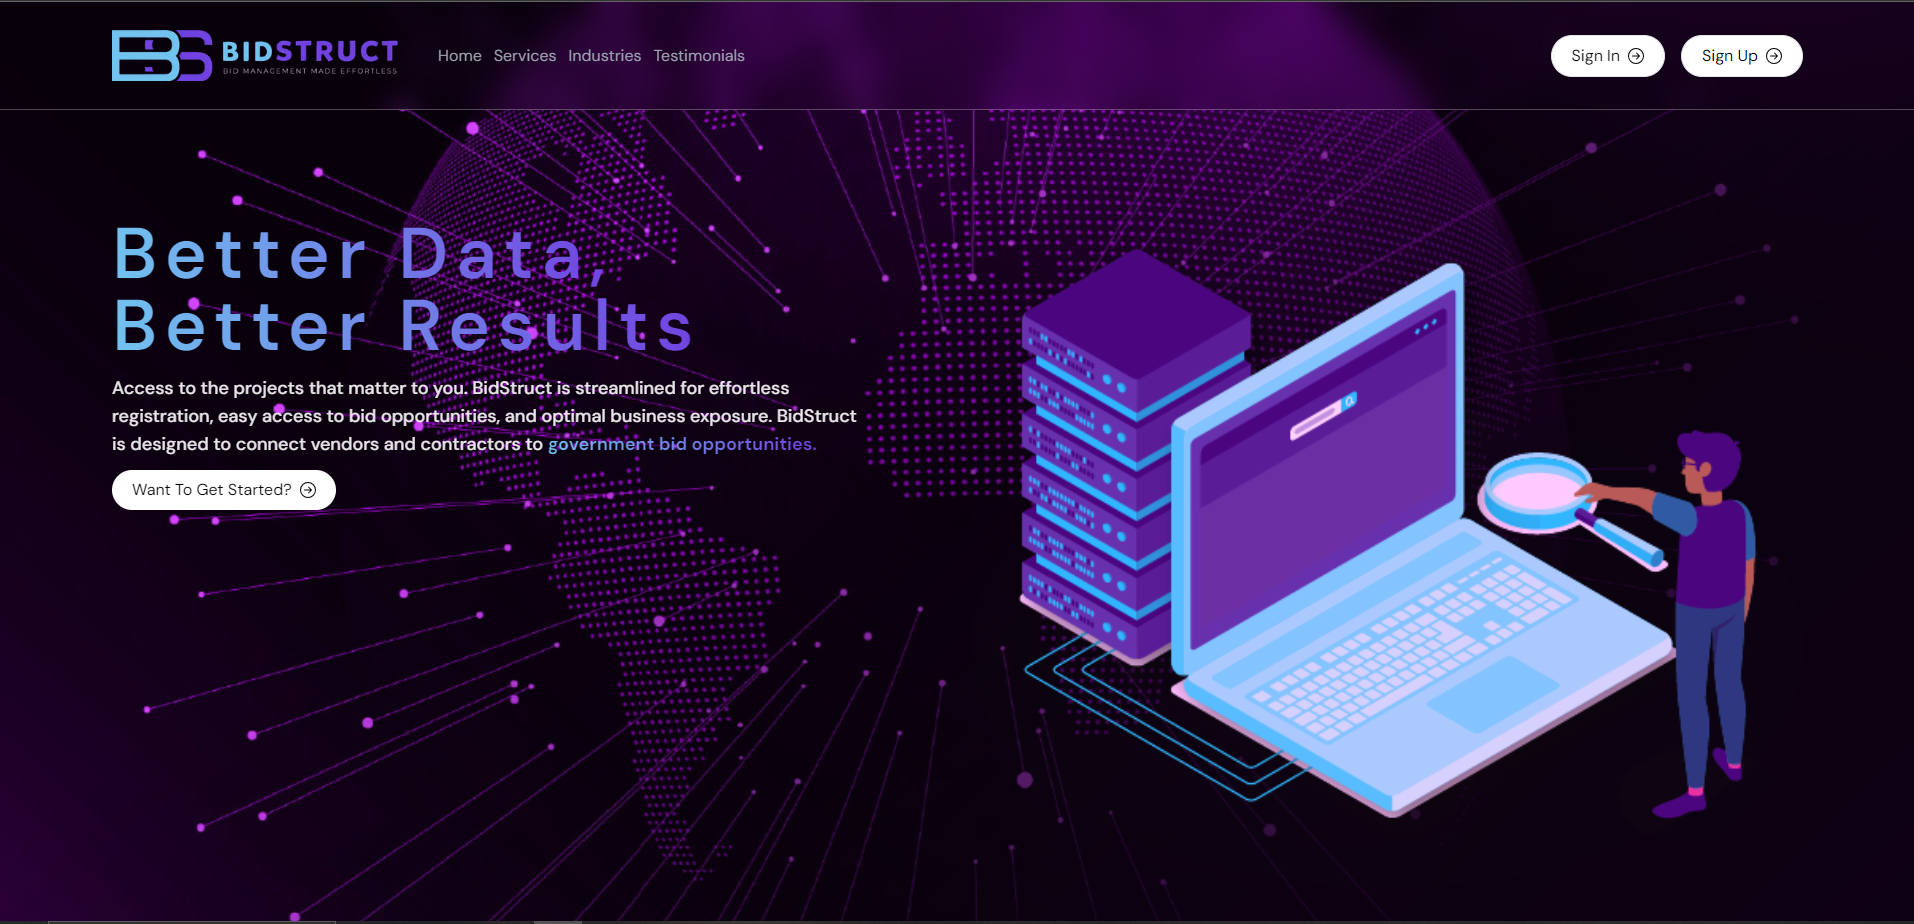 BIDSTRUCT
BID MANAGEMENT MADE EFFORTLESS
Home Services Industries Testimonials
Sign In
Sign Up
Better Data,
Better Results
Access to the projects that matter to you. BidStruct is streamlined for effortless
registration, easy access to bid opportunities, and optimal business exposure. BidStruct
is designed to connect vendors and contractors to government bid opportunities.
Want To Get Started?